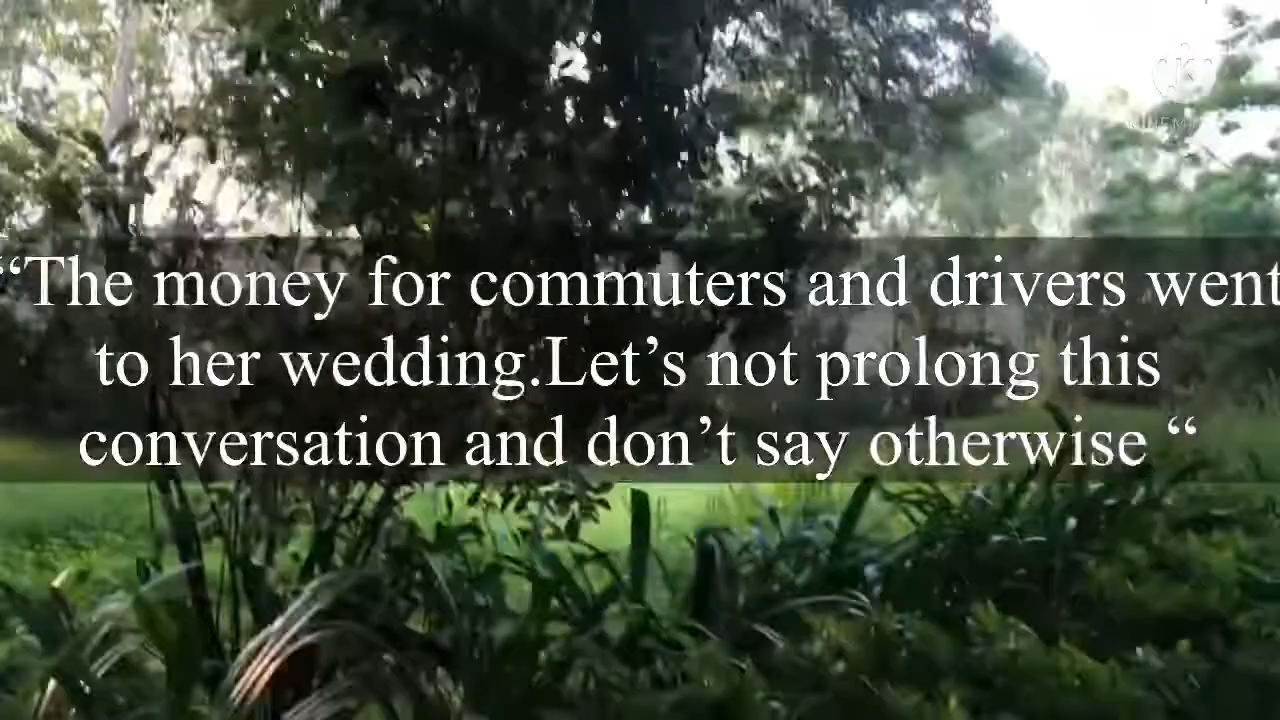 “The money for commuters and drivers went
to her wedding.Let’s not prolong this
conversation and don’t say otherwise “